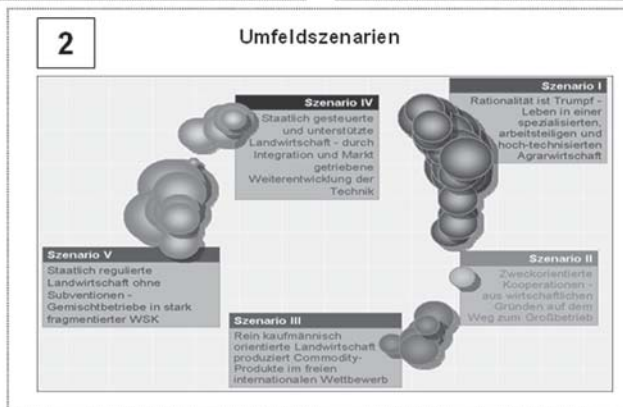 2
Umfeldszenarien
Szenario IV
Staatlich gesteuerte
und unterstützte
Landwirtschaft - durch
Integration und Markt
getriebene
Weiterentwicklung der
Technik
Szenario I
Rationalität ist Trumpf -
Leben in einer
spezialisierten,
arbeitsteiligen und
hoch-technisierten
Agrarwirtschaft
Szenario V
Staatlich regulierte
Landwirtschaft ohne
Subventionen -
Gemischtbetriebe in stark
fragmentierter WSK
Szenario II
Zweckorientierte
Kooperationen -
aus wirtschaftlichen
Gründen auf dem
Weg zum Großbetrieb
Szenario III
Rein kaufmännisch
orientierte Landwirtschaft
produziert Commodity-
Produkte im freien
internationalen Wettbewerb